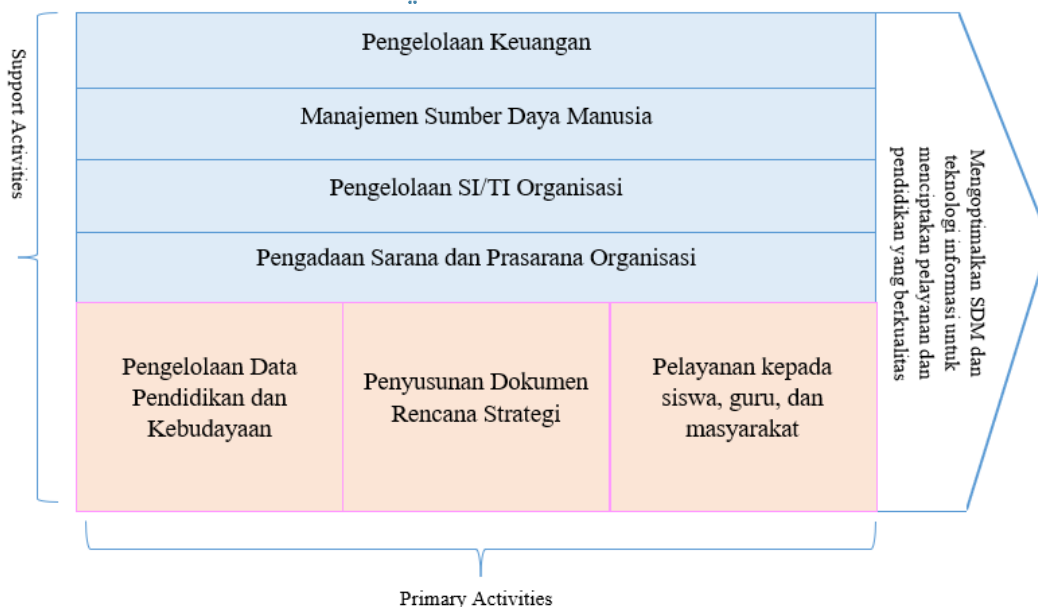 Support Activities
Pengelolaan Keuangan
Manajemen Sumber Daya Manusia
Pengelolaan SI/TI Organisasi
Pengadaan Sarana dan Prasarana Organisasi
Pengelolaan Data
Pendidikan dan
Kebudayaan
Penyusunan Dokumen
Rencana Strategi
Pelayanan kepada
siswa, guru, dan
masyarakat
Mengoptimalkan SDM dan
teknologi informasi untuk
menciptakan pelayanan dan
pendidikan yang berkualitas
Primary Activities